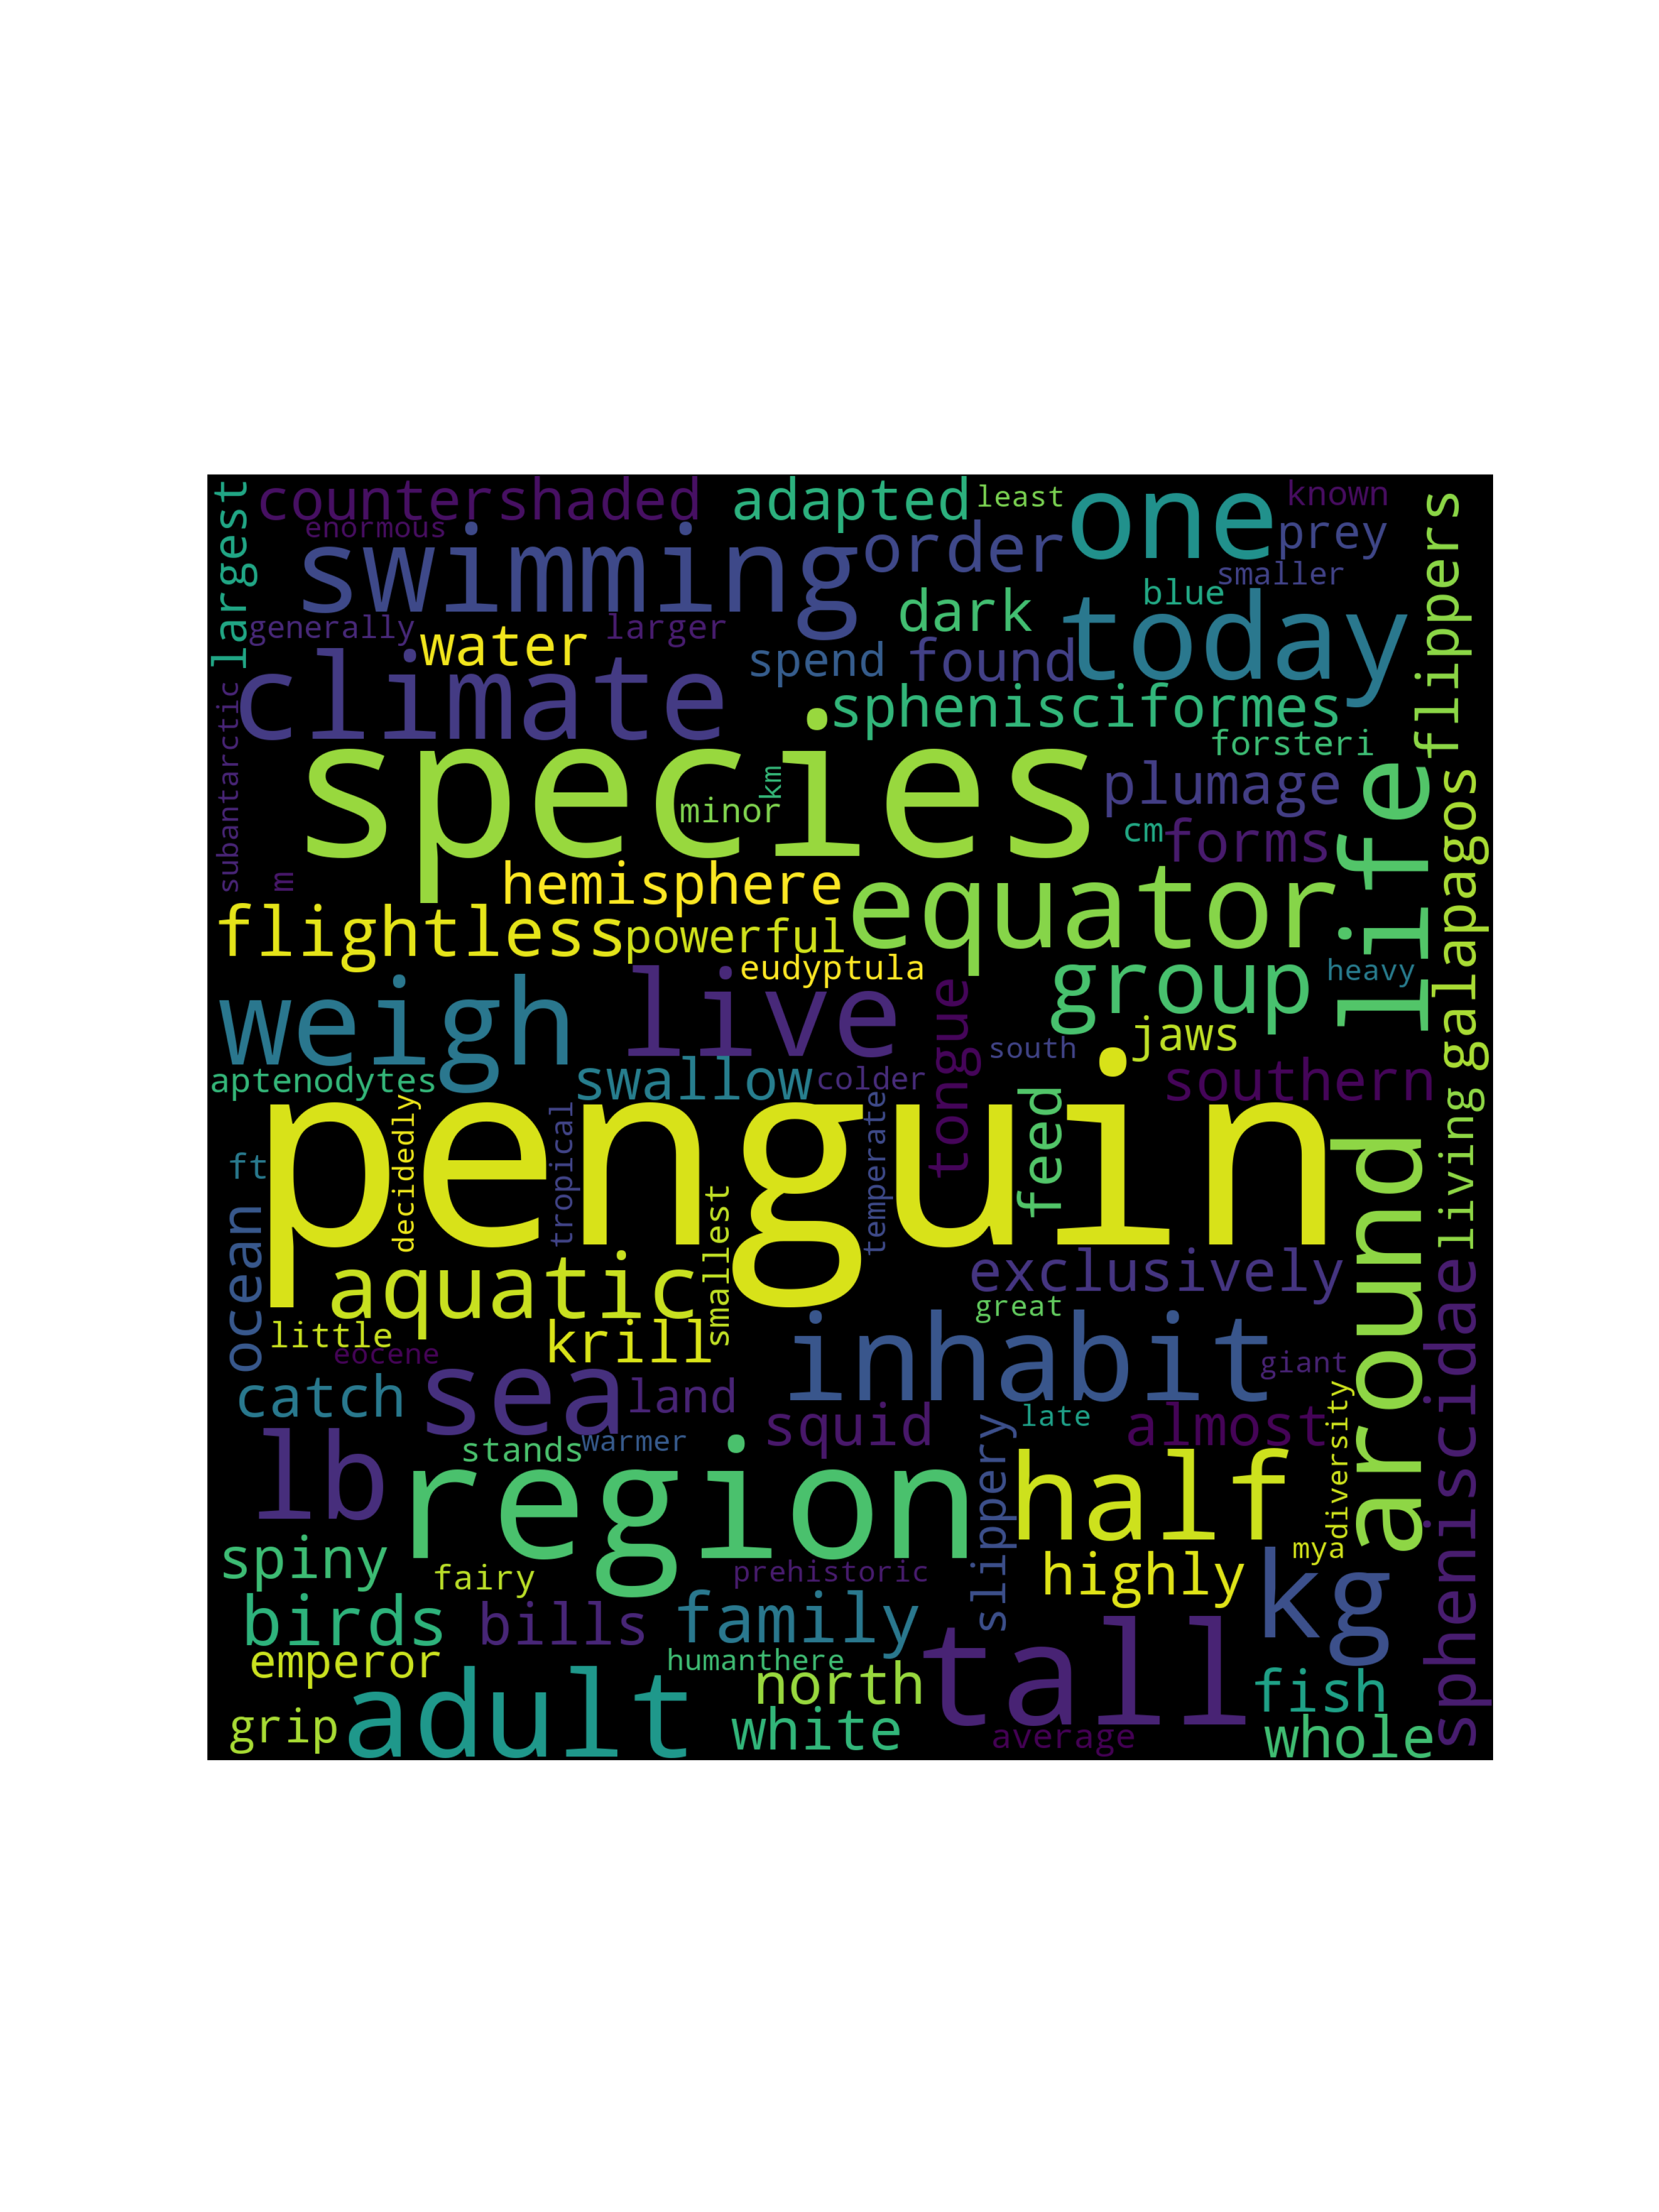 largest
countershaded
adapted
least
one
known
flippers
enormous
swimming
order
prey
smaller
blue
today
dark
generally
water
larger
spend
found
climate
sphenisciformes
forsteri
subantarctic
species
km
minor
plumage
life
galapagos
cm
forms
m
hemisphere
equator
flightless
powerful
eudyptula
group
heavy
weigh
live
tongue
south
jaws
aptenodytes
swallow
colder
feed
southern
living
decidedly
tropical
temperate
penguin
around
ft
ocean
smallest
aquatic
exclusively
great
spheniscidae
little
eocene
krill
inhabit
giant
catch
sea
land
squid
slippery
late
almost
diversity
stands
warmer
lb
region
half
mya
spiny
fairy
prehistoric
highly
kg
birds
bills
family
tall
emperor
humanthere
north
fish
grip
adult
white
average
whole